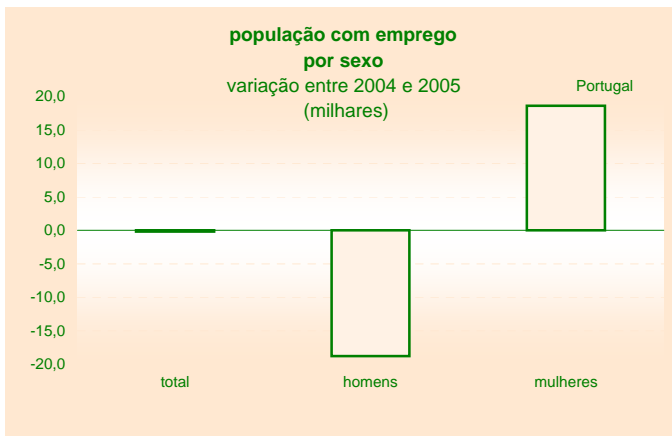 população com emprego
por sexo
variação entre 2004 e 2005
(milhares)
Portugal
20,0
15,0
10,0
5,0
0,0
-5,0
-10,0
-15,0
-20,0
total homens mulheres